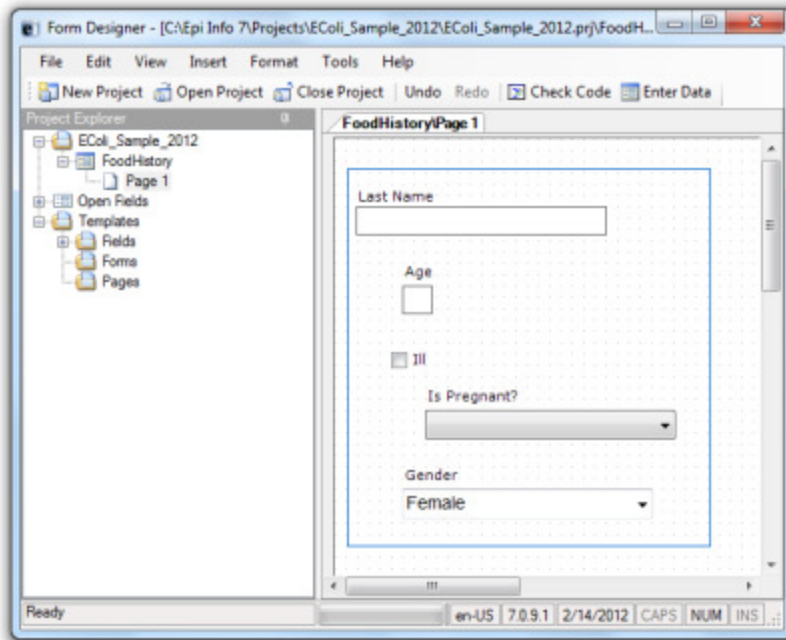 Form Designer - [C:\Epi Info 7\Projects\EColi_Sample_2012\EColi_Sample_2012.prj\FoodH...
File Edit View Insert Format Tools Help
New Project Open Project Close Project Undo Redo Check Code Enter Data
Project Explorer
EColi_Sample_2012
FoodHistory
Page 1
Open Fields
Templates
Fields
Forms
Pages
FoodHistory\Page 1
Last Name
Age
Ill
Is Pregnant?
Gender
Female
Ready en-US 7.0.9.1 2/14/2012 CAPS NUM INS